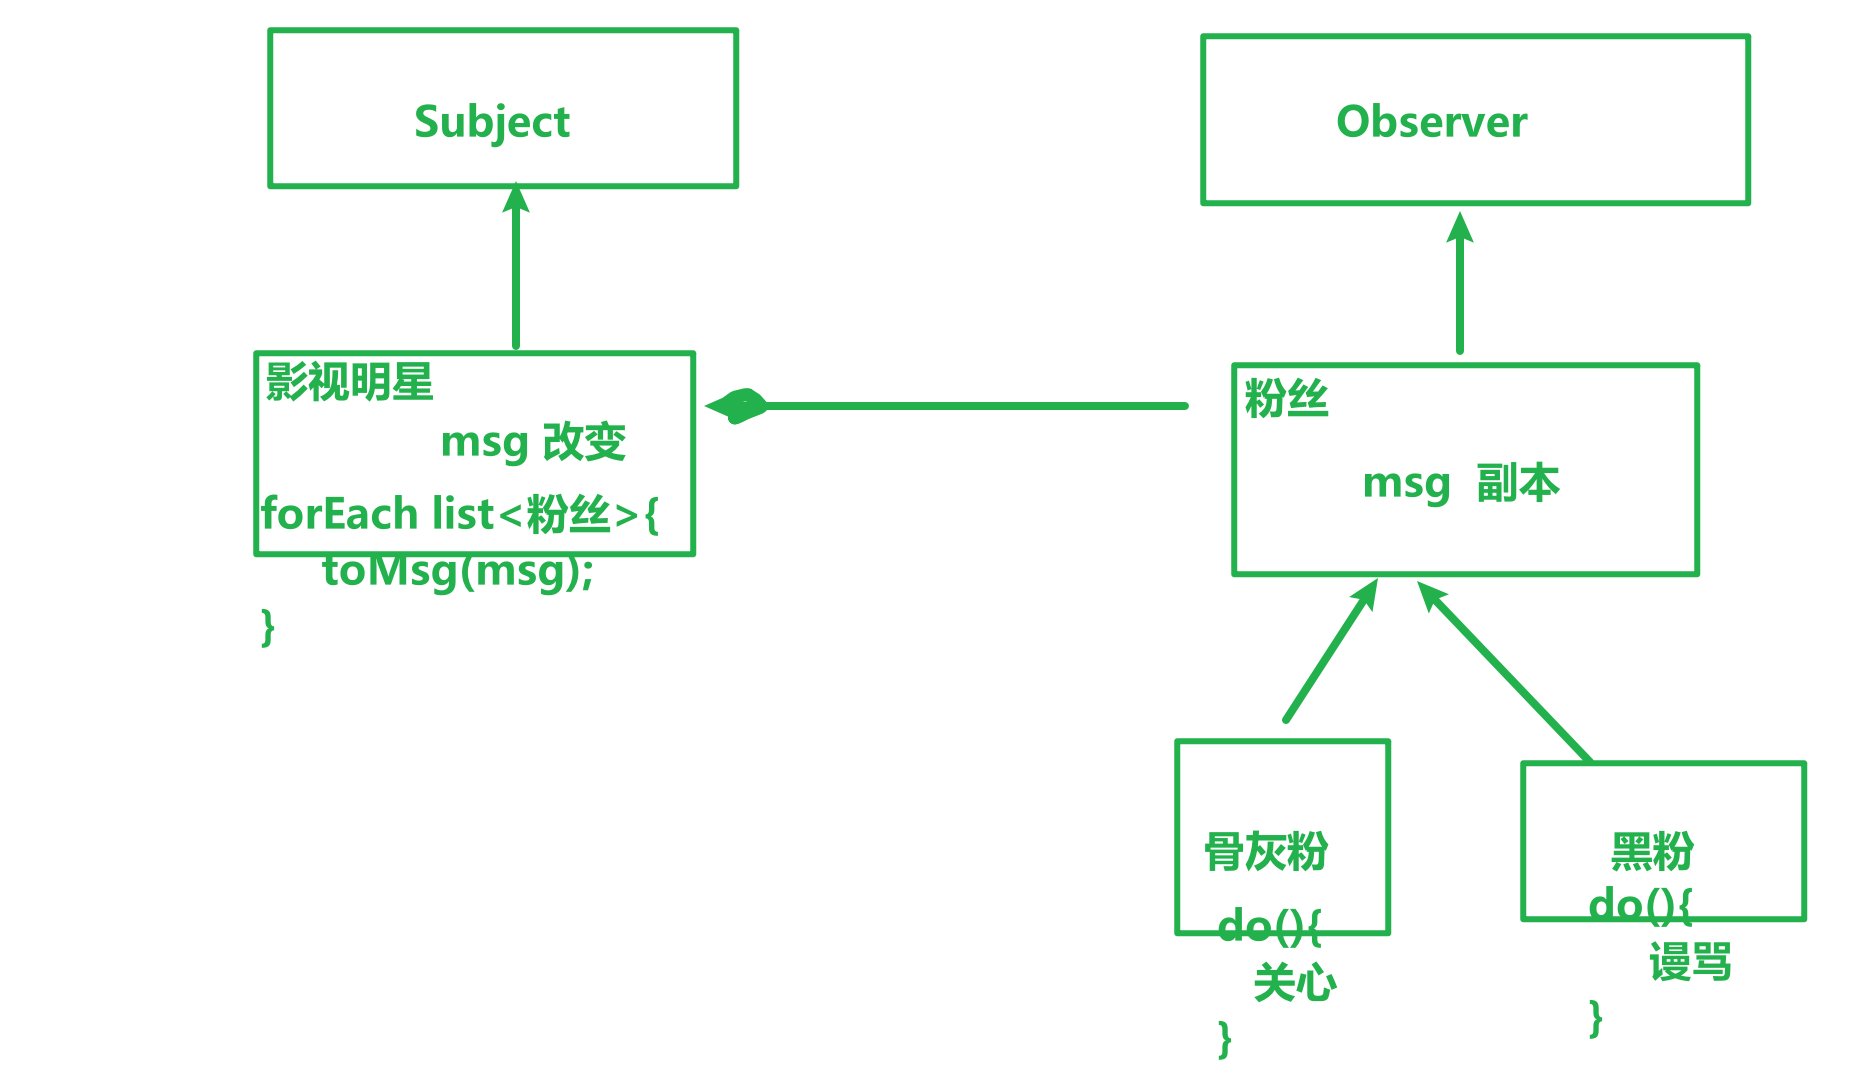 Subject
Observer
影视明星
msg 改变
forEach list<粉丝>{
toMsg(msg);
}
粉丝
msg 副本
骨灰粉
do(){
关心
}
黑粉
do(){
谩骂
}